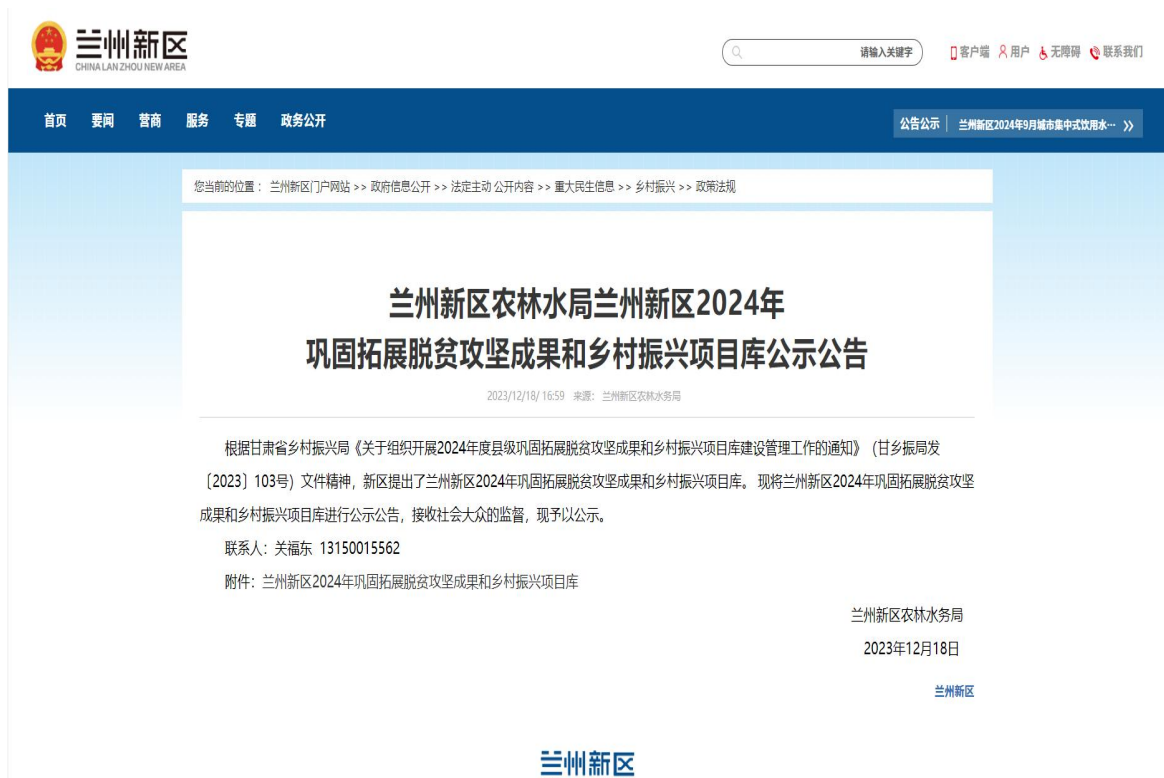 兰州新区
CHINA LAN ZHOU NEW AREA
请输入关键字
客户端 用户 无障碍 联系我们
首页 要闻 营商 服务 专题 政务公开
公告公示 兰州新区2024年9月城市集中式饮用水…
您当前的位置： 兰州新区门户网站 >> 政府信息公开 >> 法定主动 公开内容 >> 重大民生信息 >> 乡村振兴 >> 政策法规
兰州新区农林水局兰州新区2024年
巩固拓展脱贫攻坚成果和乡村振兴项目库公示公告
2023/12/18/ 16:59 来源： 兰州新区农林水务局
根据甘肃省乡村振兴局《关于组织开展2024年度县级巩固拓展脱贫攻坚成果和乡村振兴项目库建设管理工作的通知》（甘乡振局发
〔2023〕103号）文件精神，新区提出了兰州新区2024年巩固拓展脱贫攻坚成果和乡村振兴项目库。 现将兰州新区2024年巩固拓展脱贫攻坚
成果和乡村振兴项目库进行公示公告，接收社会大众的监督，现予以公示。
联系人：关福东 13150015562
附件：兰州新区2024年巩固拓展脱贫攻坚成果和乡村振兴项目库
兰州新区农林水务局
2023年12月18日
兰州新区
兰州新区